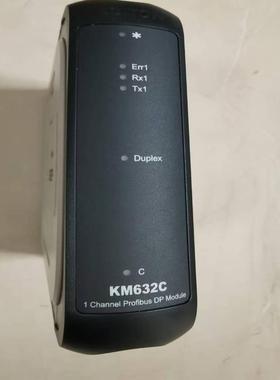 ✱
Err1
Rx1
Tx1
Duplex
C
KM632C
1 Channel Profibus DP Module